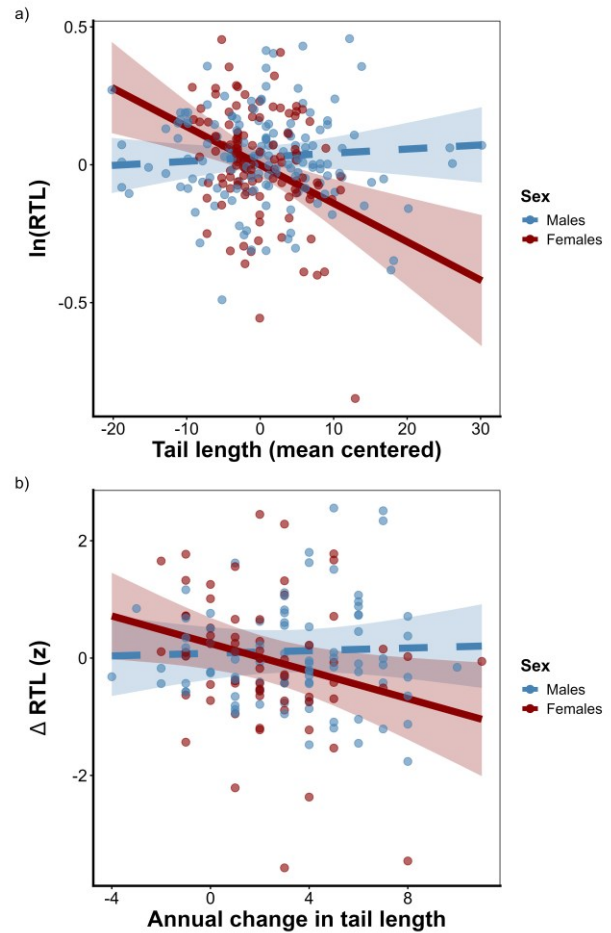 a)
0.5
0
-0.5
ln(RTL)
-20 -10 0 10 20 30
Tail length (mean centered)
Sex
Males
Females
b)
2
0
-2
Δ RTL (z)
-4 0 4 8
Annual change in tail length
Sex
Males
Females